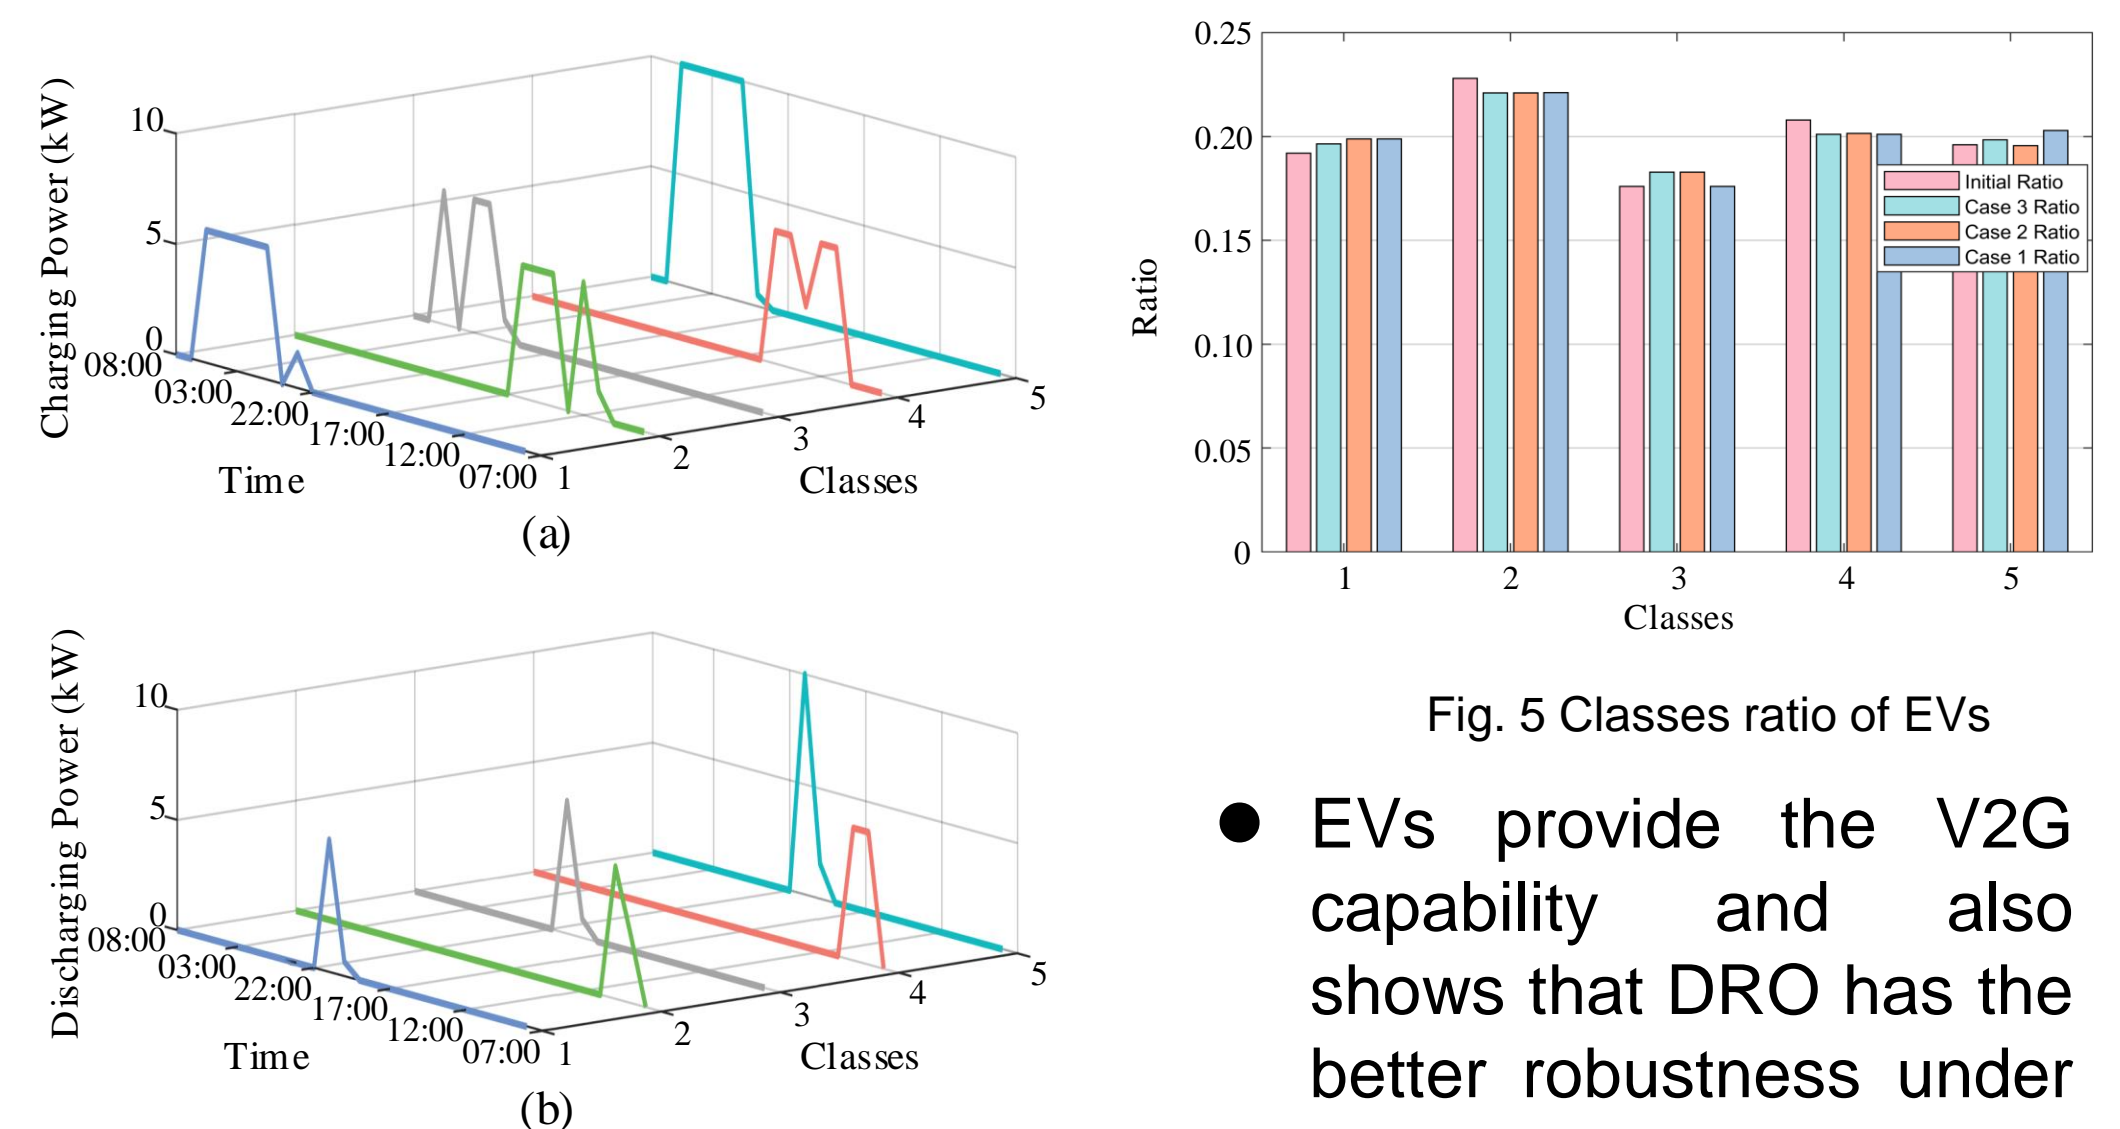 Charging Power (kW)
10
5
0
08:00
03:00
22:00
17:00
12:00
07:00
Time
1
2
3
4
5
Classes
(a)
Discharging Power (kW)
10
5
0
08:00
03:00
22:00
17:00
12:00
07:00
Time
1
2
3
4
5
Classes
(b)
Ratio
0.25
0.20
0.15
0.10
0.05
0
Initial Ratio
Case 3 Ratio
Case 2 Ratio
Case 1 Ratio
1
2
3
4
5
Classes
Fig. 5 Classes ratio of EVs
● EVs provide the V2G
capability and also
shows that DRO has the
better robustness under